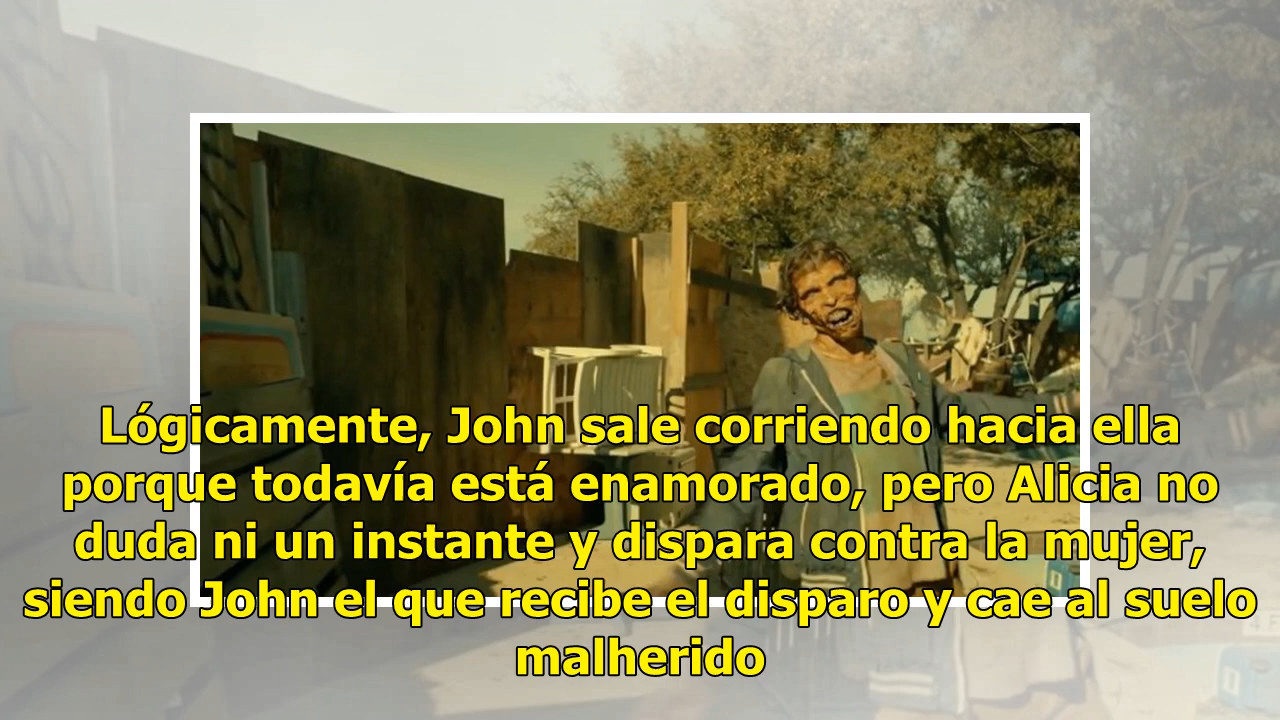 Lógicamente, John sale corriendo hacia ella
porque todavía está enamorado, pero Alicia no
duda ni un instante y dispara contra la mujer,
siendo John el que recibe el disparo y cae al suelo
malherido